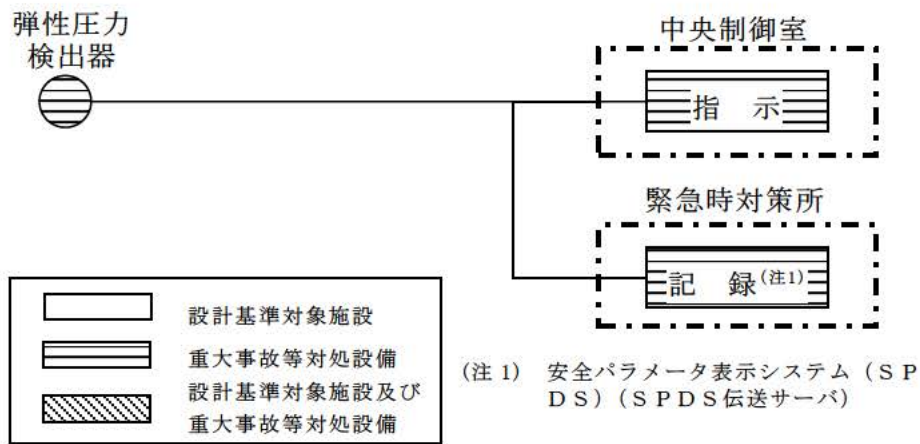 弾性圧力
検出器
中央制御室
指 示
緊急時対策所
記 録(注1)
設計基準対象施設
重大事故等対処設備
設計基準対象施設及び
重大事故等対処設備
(注 1) 安全パラメータ表示システム(SP
DS)(SPDS伝送サーバ)